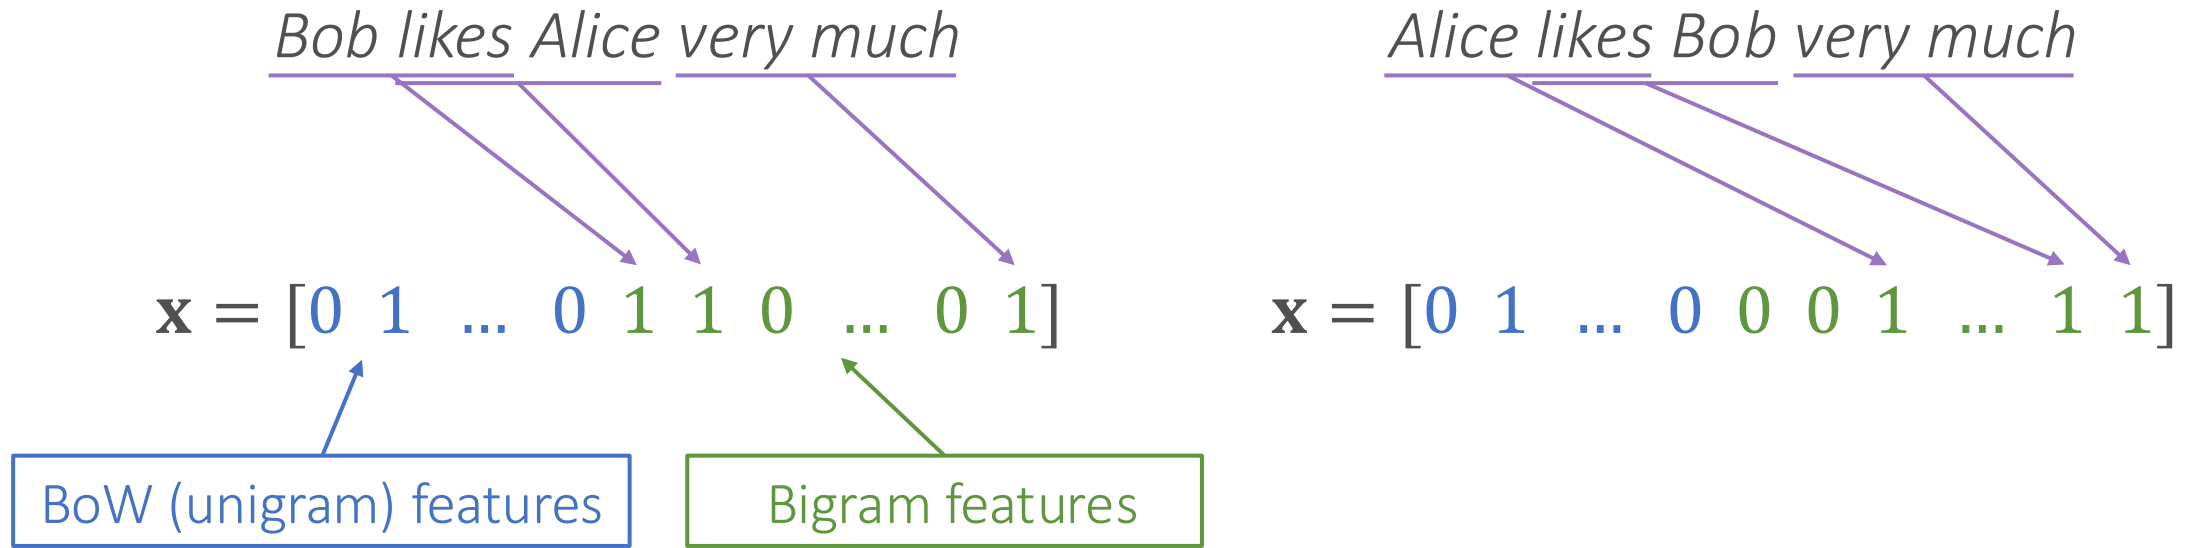 Bob likes Alice very much
Alice likes Bob very much
x = [0 1 ... 0 1 1 0 ... 0 1]
x = [0 1 ... 0 0 0 1 ... 1 1]
BoW (unigram) features
Bigram features